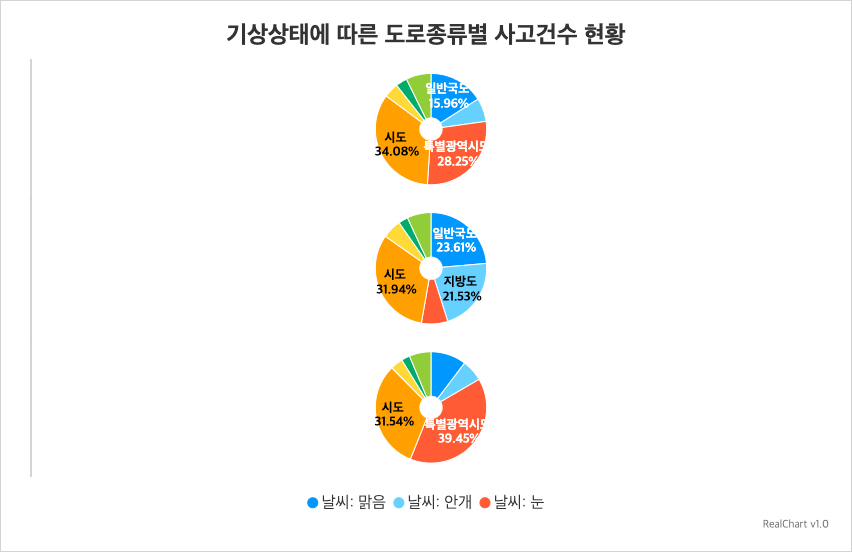 기상상태에 따른 도로종류별 사고건수 현황
일반국도
15.96%
특별광역시도
28.25%
시도
34.08%
일반국도
23.61%
지방도
21.53%
시도
31.94%
특별광역시도
39.45%
시도
31.54%
날씨: 맑음 날씨: 안개 날씨: 눈
RealChart v1.0